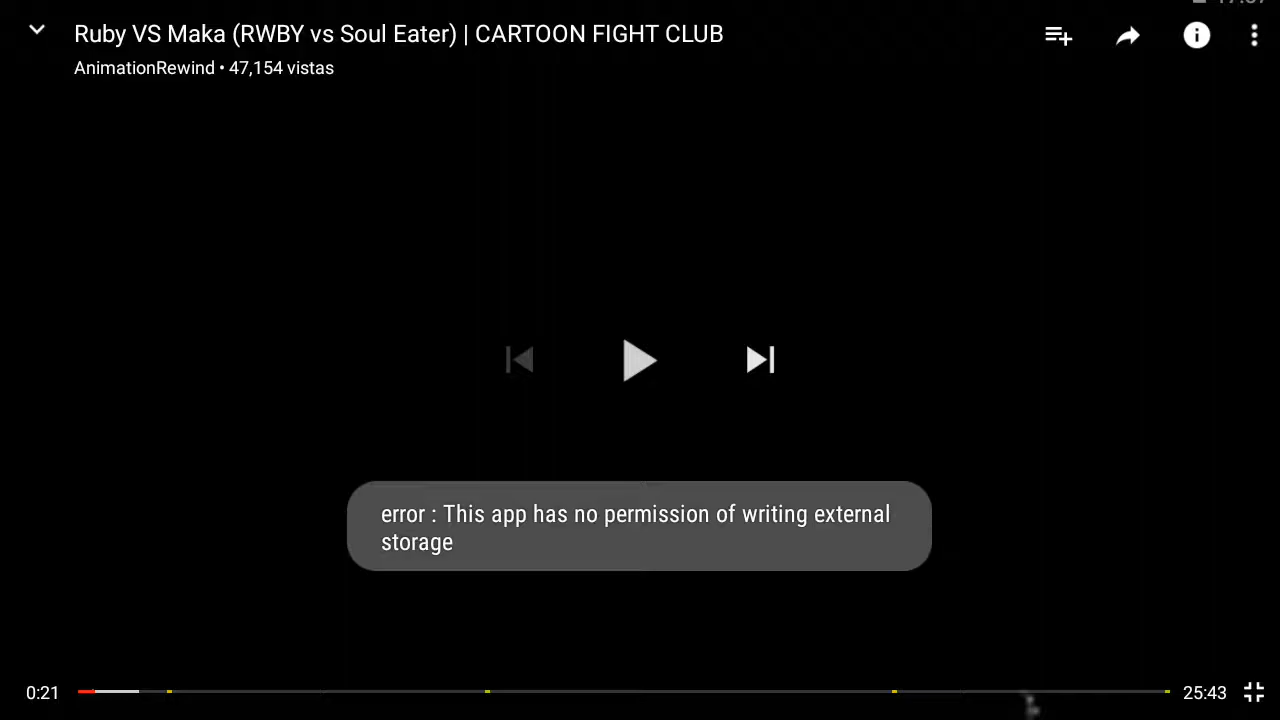 Ruby VS Maka (RWBY vs Soul Eater) | CARTOON FIGHT CLUB
AnimationRewind • 47,154 vistas
error : This app has no permission of writing external
storage
0:21
25:43